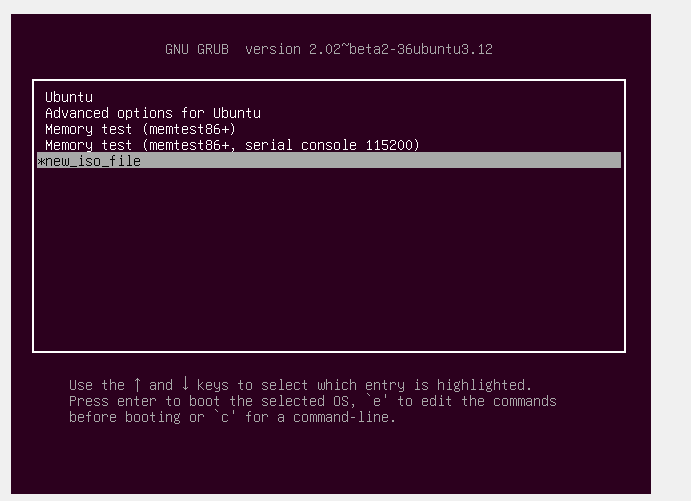 GNU GRUB  version 2.02~beta2-36ubuntu3.12
Ubuntu
Advanced options for Ubuntu
Memory test (memtest86+)
Memory test (memtest86+, serial console 115200)
*new_iso_file
Use the ↑ and ↓ keys to select which entry is highlighted.
Press enter to boot the selected OS, `e' to edit the commands
before booting or `c' for a command-line.